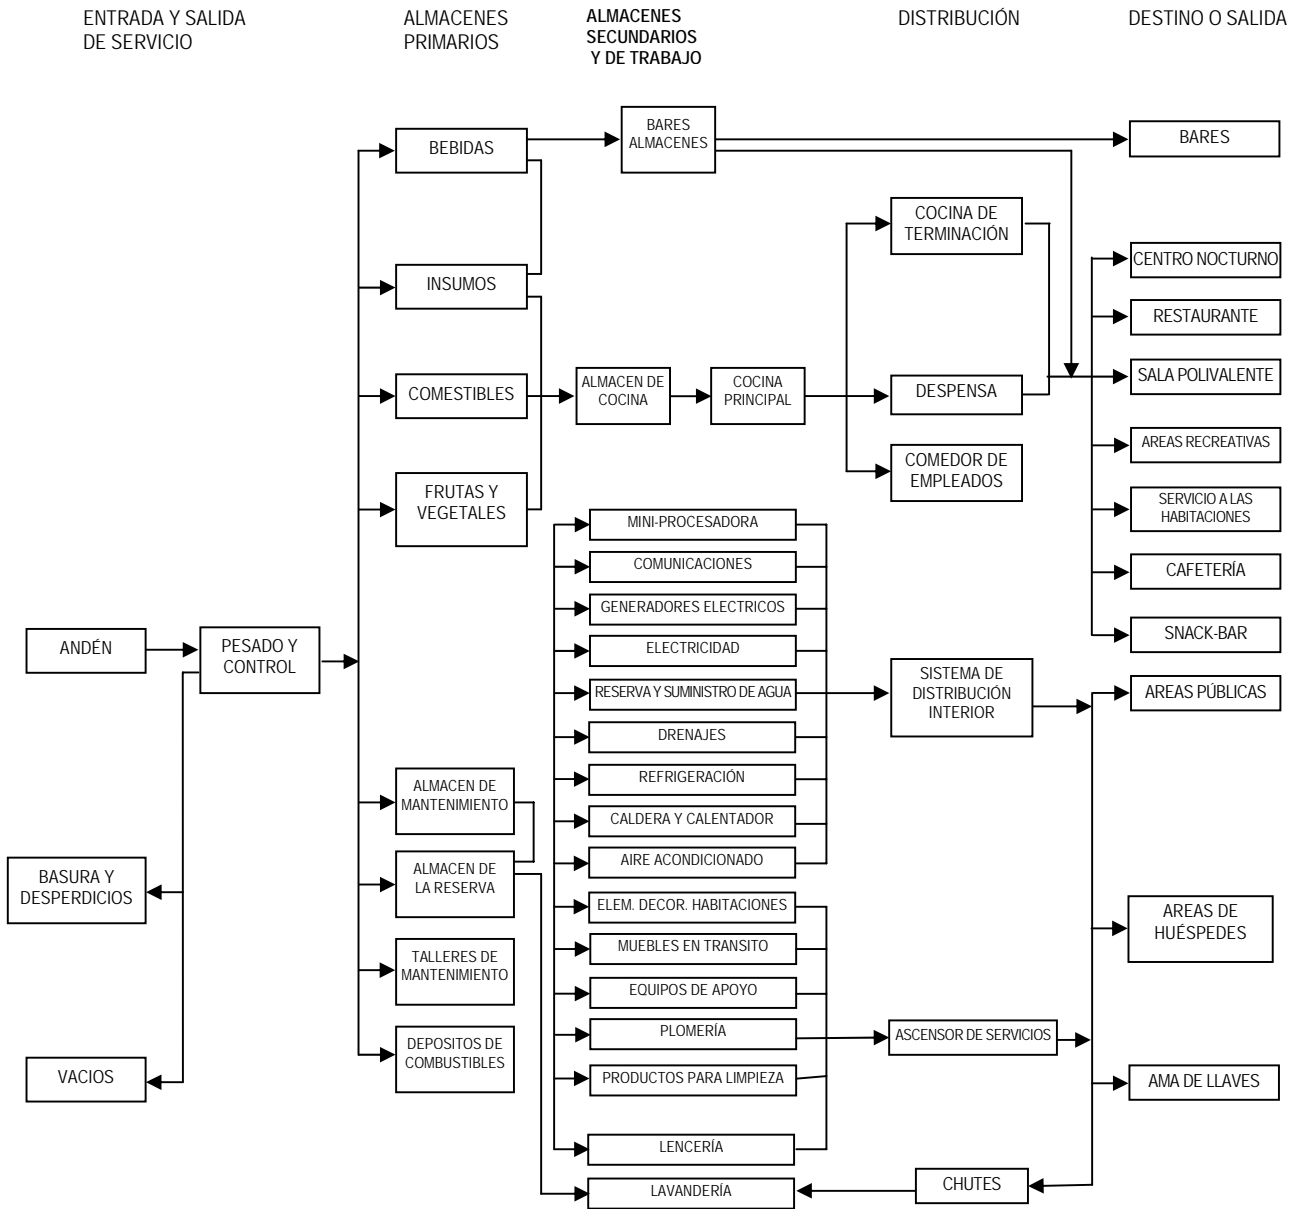 ENTRADA Y SALIDA
DE SERVICIO
ALMACENES
PRIMARIOS
ALMACENES
SECUNDARIOS
Y DE TRABAJO
DISTRIBUCIÓN
DESTINO O SALIDA
BEBIDAS
BARES
ALMACENES
BARES
INSUMOS
COCINA DE
TERMINACIÓN
CENTRO NOCTURNO
RESTAURANTE
COMESTIBLES
ALMACEN DE
COCINA
COCINA
PRINCIPAL
DESPENSA
SALA POLIVALENTE
FRUTAS Y
VEGETALES
COMEDOR DE
EMPLEADOS
AREAS RECREATIVAS
SERVICIO A LAS
HABITACIONES
CAFETERÍA
SNACK-BAR
MINI-PROCESADORA
COMUNICACIONES
GENERADORES ELECTRICOS
ELECTRICIDAD
RESERVA Y SUMINISTRO DE AGUA
DRENAJES
REFRIGERACIÓN
CALDERA Y CALENTADOR
AIRE ACONDICIONADO
ANDÉN
PESADO Y
CONTROL
SISTEMA DE
DISTRIBUCIÓN
INTERIOR
AREAS PÚBLICAS
ALMACEN DE
MANTENIMIENTO
BASURA Y
DESPERDICIOS
ALMACEN DE
LA RESERVA
ELEM. DECOR. HABITACIONES
MUEBLES EN TRANSITO
EQUIPOS DE APOYO
PLOMERÍA
PRODUCTOS PARA LIMPIEZA
LENCERÍA
LAVANDERÍA
AREAS DE
HUÉSPEDES
TALLERES DE
MANTENIMIENTO
DEPOSITOS DE
COMBUSTIBLES
ASCENSOR DE SERVICIOS
VACIOS
AMA DE LLAVES
CHUTES